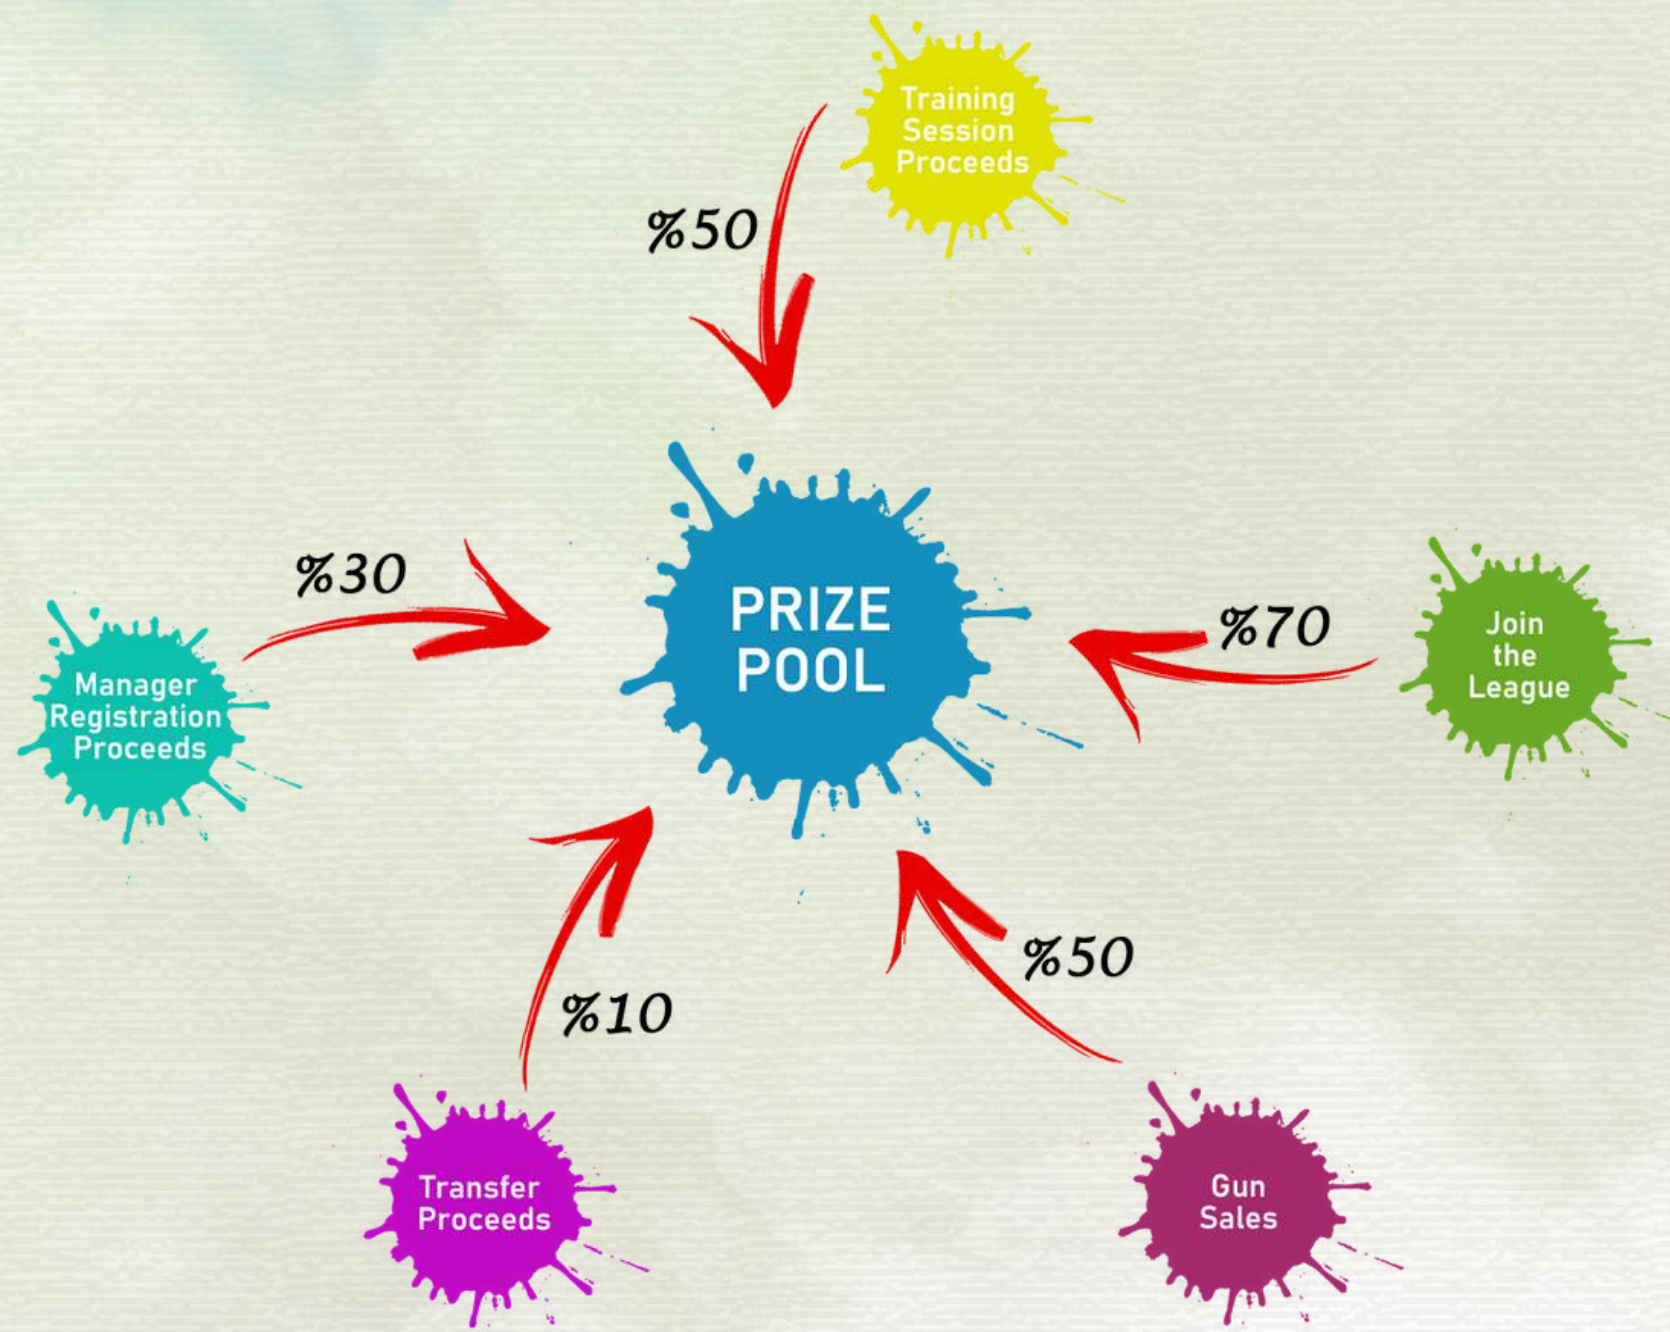 Training
Session
Proceeds
%50
PRIZE
POOL
%30
Manager
Registration
Proceeds
%70
Join
the
League
%10
Transfer
Proceeds
%50
Gun
Sales